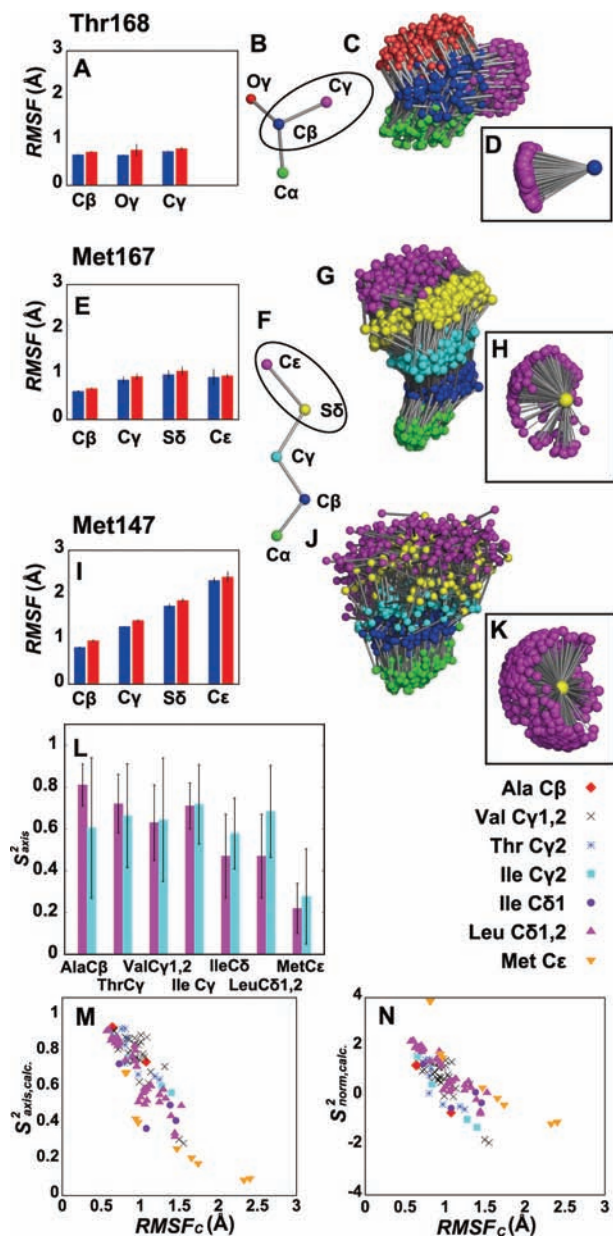 Thr168
A
B
C
D
RMSF (Å)
3
2
1
0
Cβ Oγ Cγ
Oγ
Cγ
Cβ
Cα
Met167
E
F
G
H
RMSF (Å)
3
2
1
0
Cβ Cγ Sδ Cε
Cε
Sδ
Cγ
Cβ
Cα
Met147
I
J
K
RMSF (Å)
3
2
1
0
Cβ Cγ Sδ Cε
L
S²axis
1
0.8
0.6
0.4
0.2
0
AlaCβ ValCγ1,2 IleCδ MetCε
ThrCγ Ile Cγ LeuCδ1,2
Ala Cβ
Val Cγ1,2
Thr Cγ2
Ile Cγ2
Ile Cδ1
Leu Cδ1,2
Met Cε
M
S²axis,calc.
1
0.8
0.6
0.4
0.2
0
0 0.5 1 1.5 2 2.5 3
RMSFC (Å)
N
S²norm,calc.
4
2
0
-2
-4
0 0.5 1 1.5 2 2.5 3
RMSFC (Å)